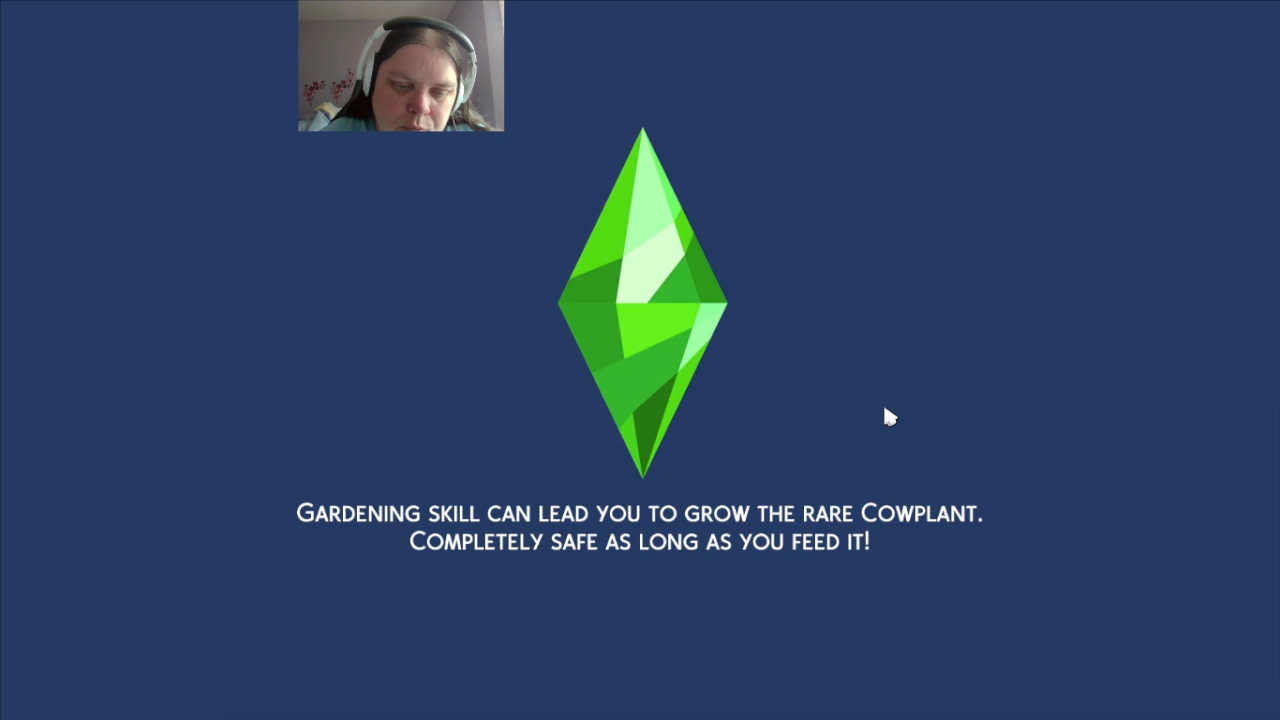 Gardening skill can lead you to grow the rare Cowplant.
Completely safe as long as you feed it!